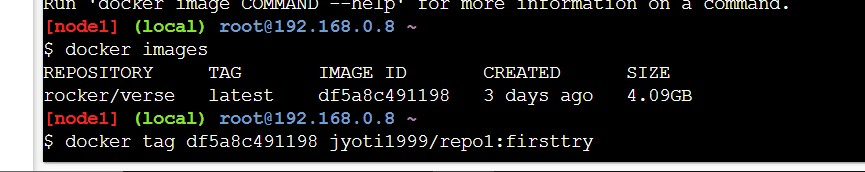 Run 'docker image COMMAND --help' for more information on a command.
[node1] (local) root@192.168.0.8 ~
$ docker images
REPOSITORY TAG IMAGE ID CREATED SIZE
rocker/verse latest df5a8c491198 3 days ago 4.09GB
[node1] (local) root@192.168.0.8 ~
$ docker tag df5a8c491198 jyoti1999/repo1:firsttry